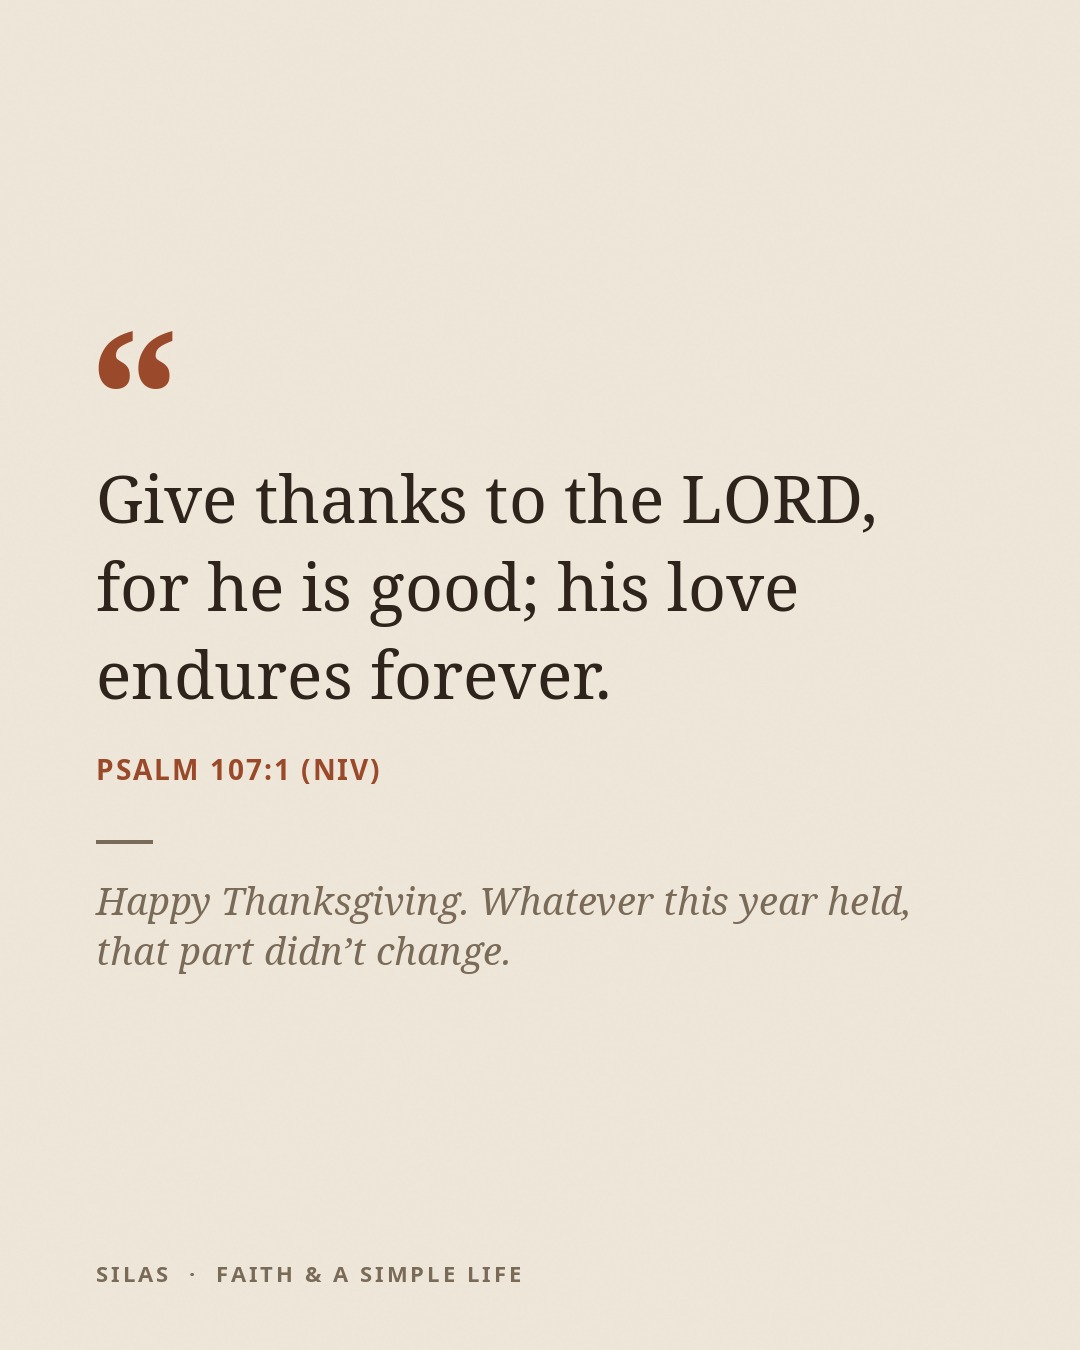 “
Give thanks to the LORD,
for he is good; his love
endures forever.
PSALM 107:1 (NIV)
Happy Thanksgiving. Whatever this year held,
that part didn’t change.
SILAS · FAITH & A SIMPLE LIFE